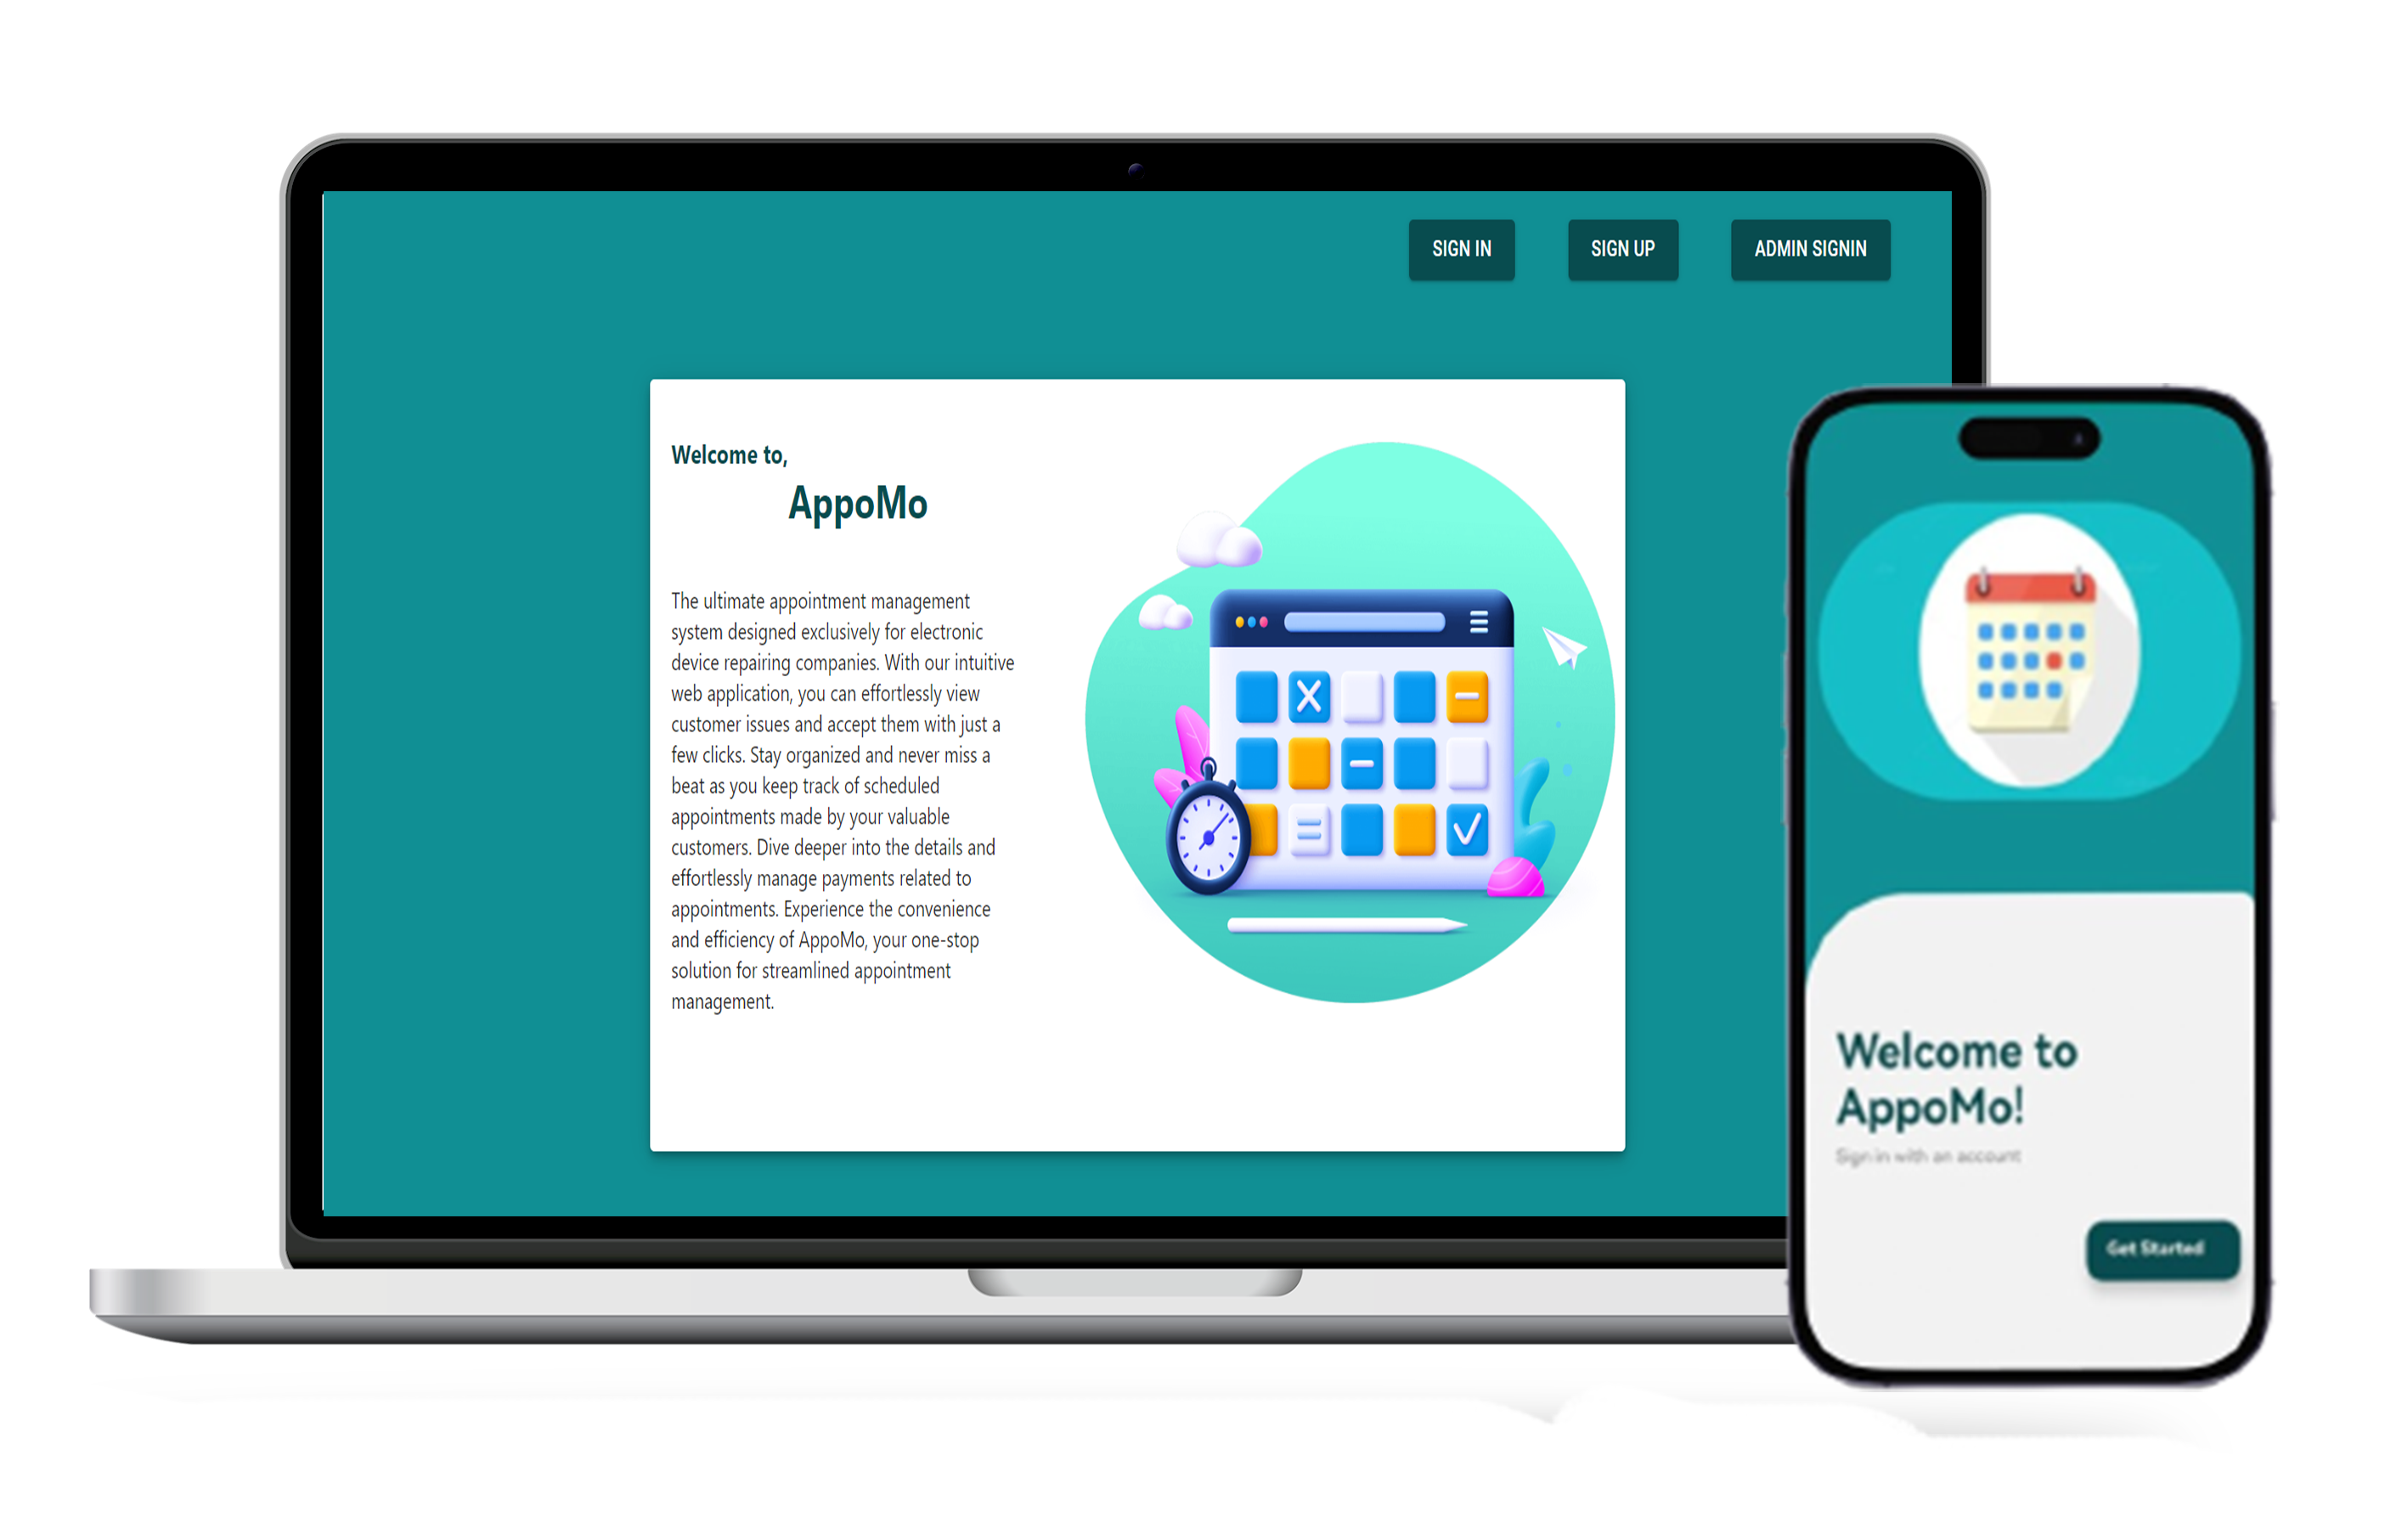 SIGN IN
SIGN UP
ADMIN SIGNIN
Welcome to,
AppoMo
The ultimate appointment management
system designed exclusively for electronic
device repairing companies. With our intuitive
web application, you can effortlessly view
customer issues and accept them with just a
few clicks. Stay organized and never miss a
beat as you keep track of scheduled
appointments made by your valuable
customers. Dive deeper into the details and
effortlessly manage payments related to
appointments. Experience the convenience
and efficiency of AppoMo, your one-stop
solution for streamlined appointment
management.
Welcome to
AppoMo!
Sign in with an account
Get Started